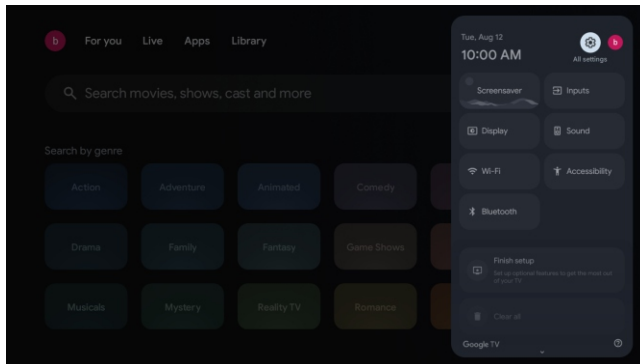 b For you Live Apps Library
Search movies, shows, cast and more
Search by genre
Action Adventure Animated Comedy
Drama Family Fantasy Game Shows
Musicals Mystery Reality TV Romance
Tue, Aug 12
10:00 AM
b
All settings
Screensaver Inputs
Display Sound
Wi-Fi Accessibility
Bluetooth
Finish setup
Set up optional features to get the most out
of your TV
Clear all
Google TV